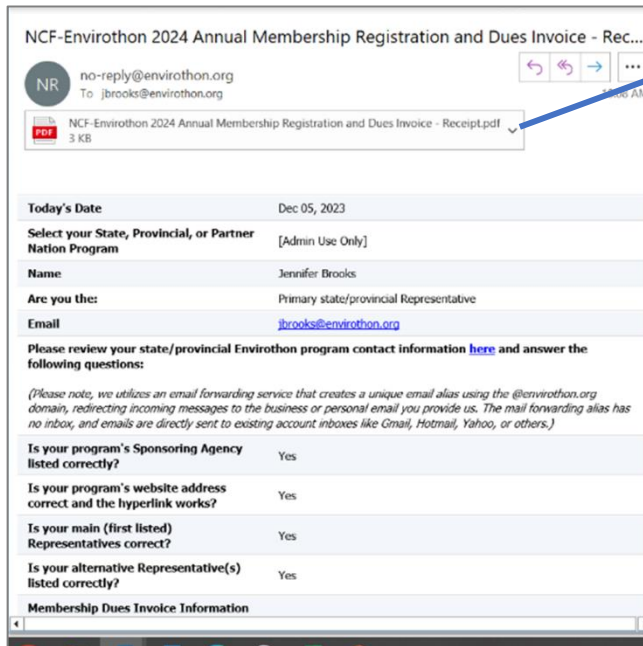 NCF-Envirothon 2024 Annual Membership Registration and Dues Invoice - Rec...
NR
no-reply@envirothon.org
To jbrooks@envirothon.org
PDF
NCF-Envirothon 2024 Annual Membership Registration and Dues Invoice - Receipt.pdf
3 KB
Today's Date Dec 05, 2023
Select your State, Provincial, or Partner
Nation Program
[Admin Use Only]
Name Jennifer Brooks
Are you the: Primary state/provincial Representative
Email jbrooks@envirothon.org
Please review your state/provincial Envirothon program contact information here and answer the
following questions:
(Please note, we utilizes an email forwarding service that creates a unique email alias using the @envirothon.org
domain, redirecting incoming messages to the business or personal email you provide us. The mail forwarding alias has
no inbox, and emails are directly sent to existing account inboxes like Gmail, Hotmail, Yahoo, or others.)
Is your program's Sponsoring Agency
listed correctly?
Yes
Is your program's website address
correct and the hyperlink works?
Yes
Is your main (first listed)
Representatives correct?
Yes
Is your alternative Representative(s)
listed correctly?
Yes
Membership Dues Invoice Information